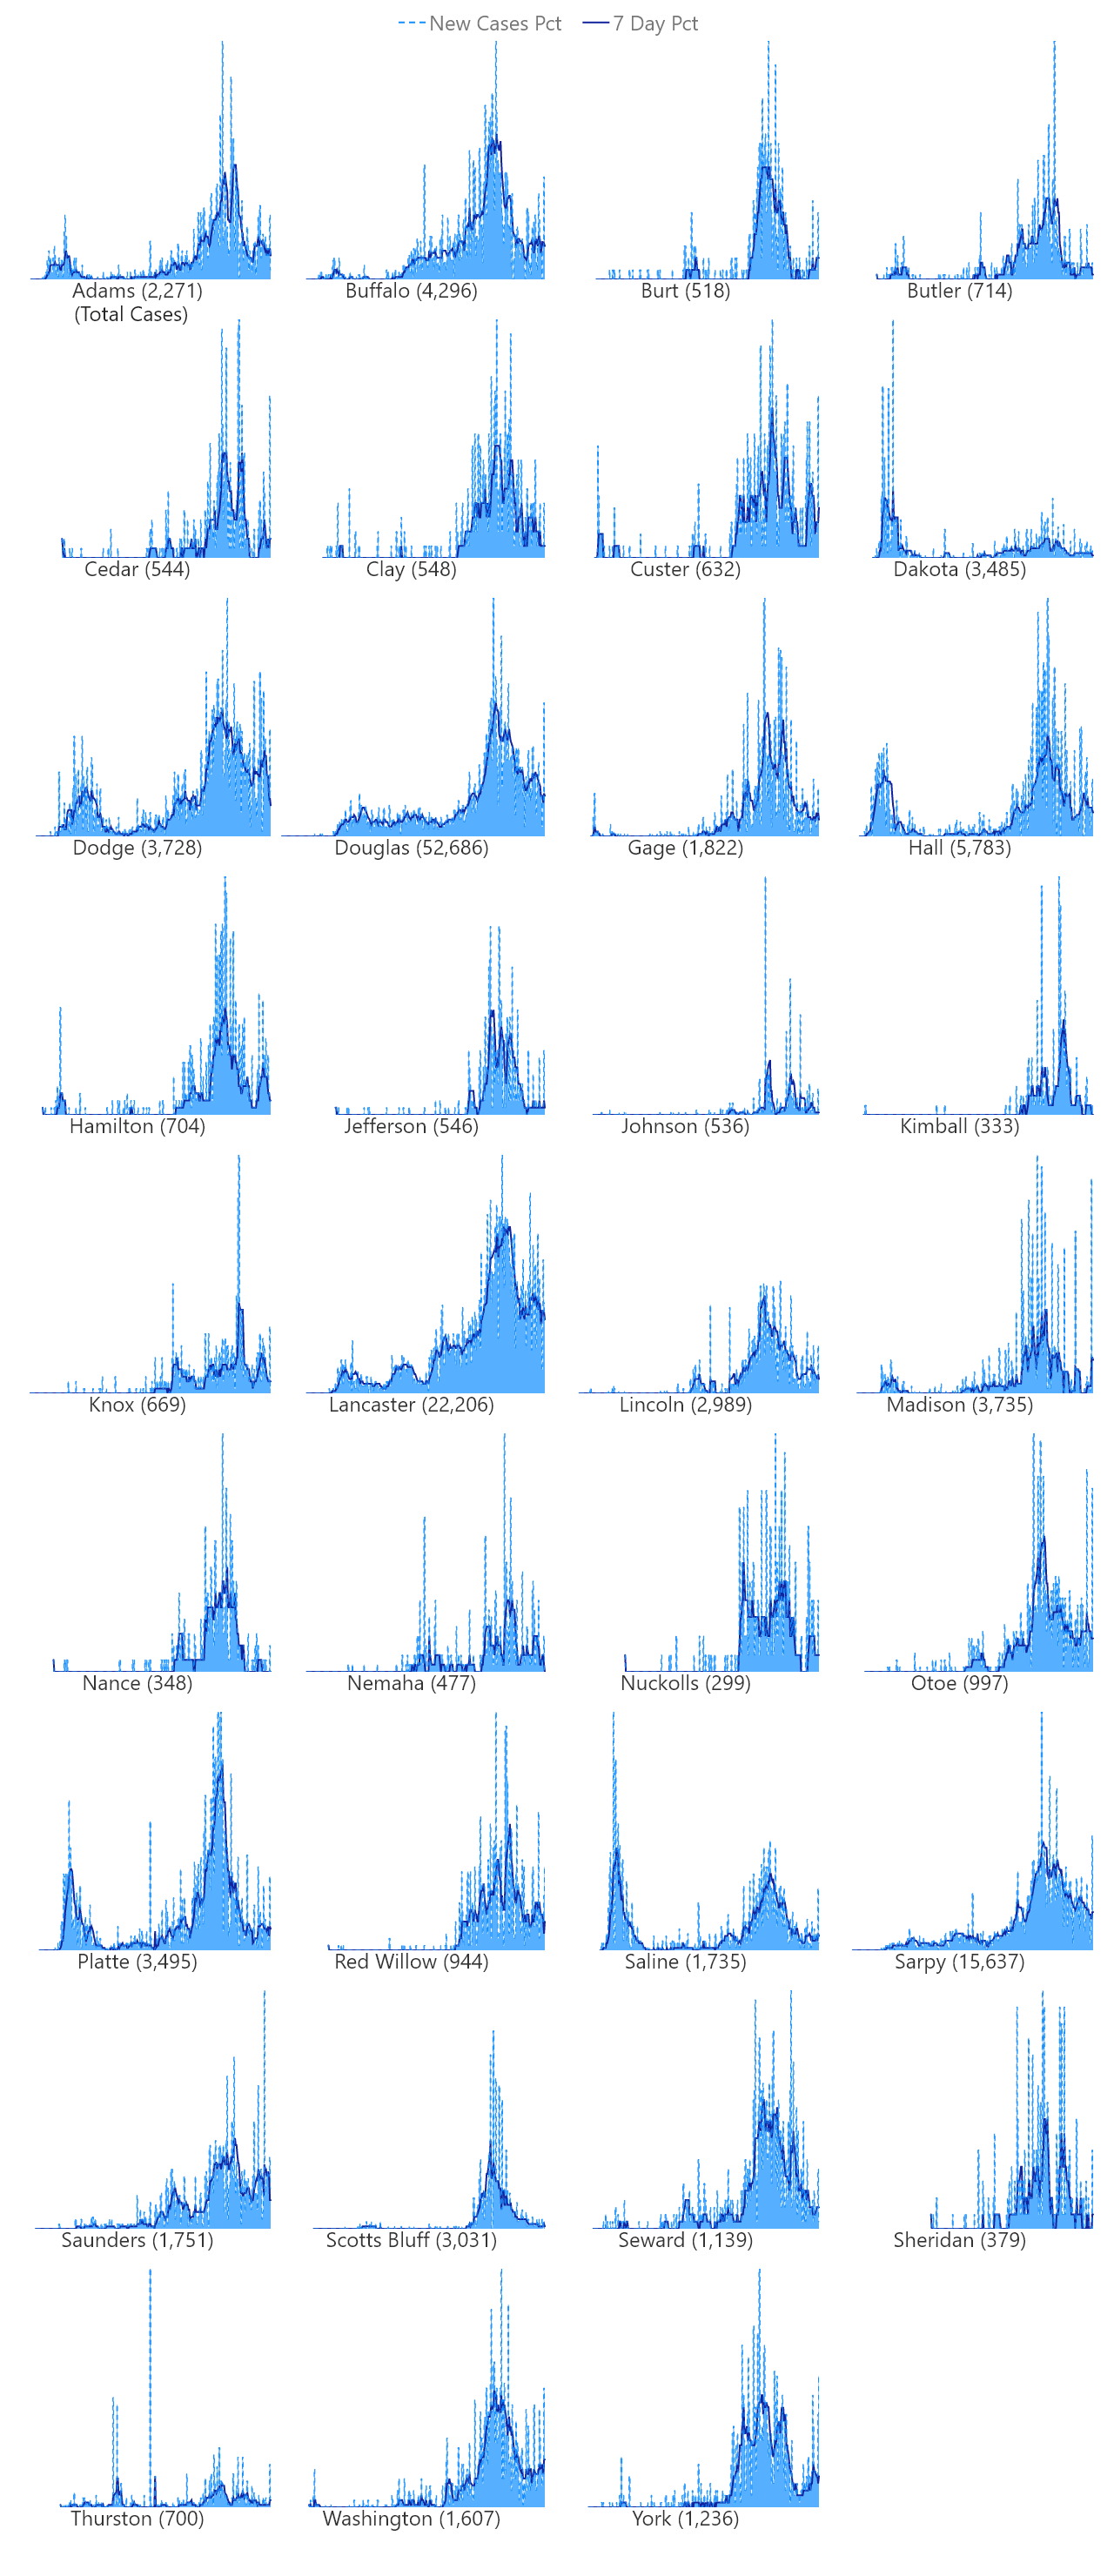 New Cases Pct 7 Day Pct
Adams (2,271) Buffalo (4,296) Burt (518) Butler (714)
(Total Cases)
Cedar (544) Clay (548) Custer (632) Dakota (3,485)
Dodge (3,728) Douglas (52,686) Gage (1,822) Hall (5,783)
Hamilton (704) Jefferson (546) Johnson (536) Kimball (333)
Knox (669) Lancaster (22,206) Lincoln (2,989) Madison (3,735)
Nance (348) Nemaha (477) Nuckolls (299) Otoe (997)
Platte (3,495) Red Willow (944) Saline (1,735) Sarpy (15,637)
Saunders (1,751) Scotts Bluff (3,031) Seward (1,139) Sheridan (379)
Thurston (700) Washington (1,607) York (1,236)